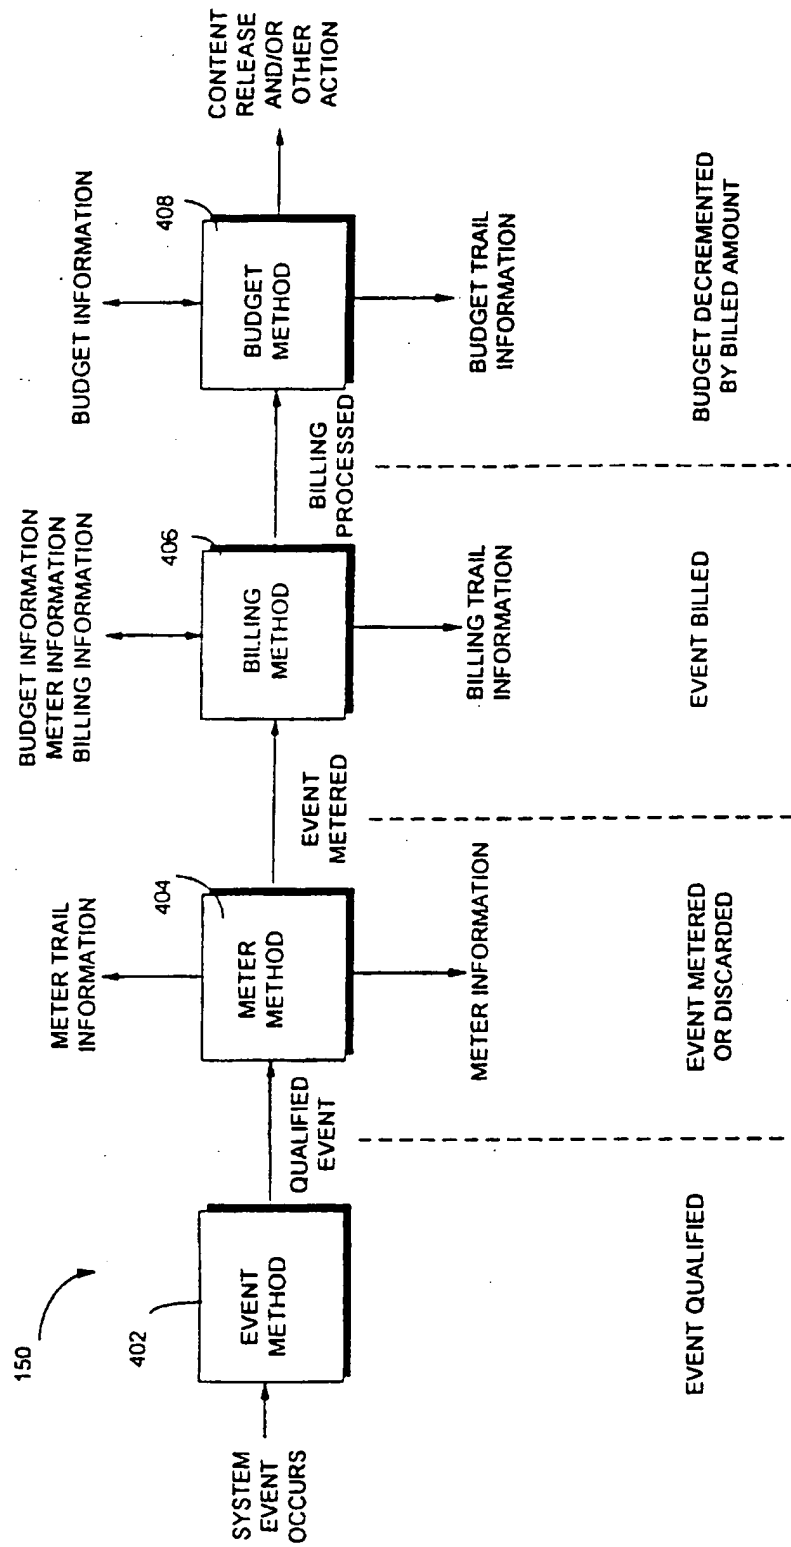 150
SYSTEM
EVENT
OCCURS
402
EVENT
METHOD
QUALIFIED
EVENT
METER TRAIL
INFORMATION
404
METER
METHOD
METER INFORMATION
EVENT
METERED
BUDGET INFORMATION
METER INFORMATION
BILLING INFORMATION
406
BILLING
METHOD
BILLING TRAIL
INFORMATION
BILLING
PROCESSED
BUDGET INFORMATION
408
BUDGET
METHOD
BUDGET TRAIL
INFORMATION
CONTENT
RELEASE
AND/OR
OTHER
ACTION
EVENT QUALIFIED
EVENT METERED
OR DISCARDED
EVENT BILLED
BUDGET DECREMENTED
BY BILLED AMOUNT